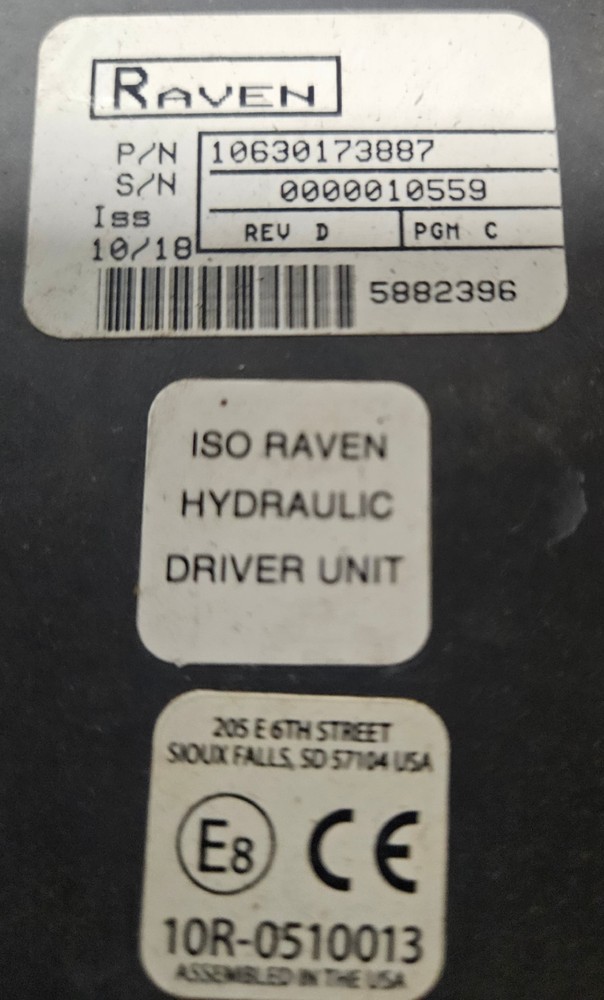 RAVEN
P/N 10630173887
S/N 0000010559
Iss
10/18 REV D PGM C
5882396
ISO RAVEN
HYDRAULIC
DRIVER UNIT
205 E 6TH STREET
SIOUX FALLS, SD 57104 USA
E8 CE
10R-0510013
ASSEMBLED IN THE USA